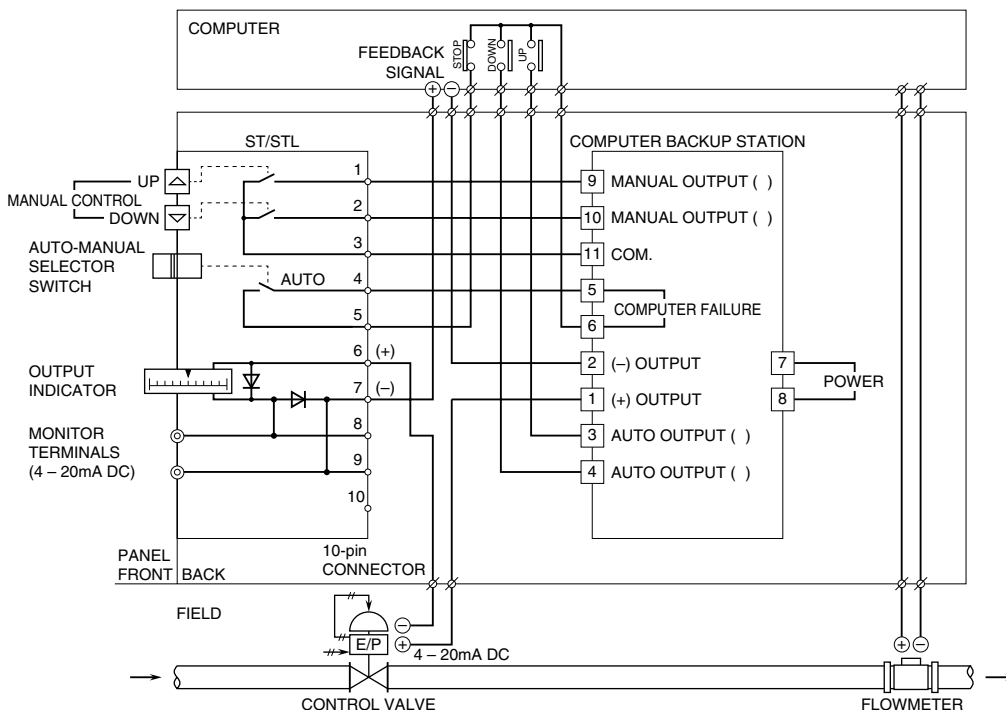 COMPUTER
FEEDBACK
SIGNAL
STOP
DOWN
UP
+ −
ST/STL
COMPUTER BACKUP STATION
UP
MANUAL CONTROL
DOWN
AUTO-MANUAL
SELECTOR
SWITCH
AUTO
OUTPUT
INDICATOR
MONITOR
TERMINALS
(4 – 20mA DC)
1
2
3
4
5
6 (+)
7 (–)
8
9
10
9 MANUAL OUTPUT ( )
10 MANUAL OUTPUT ( )
11 COM.
5
COMPUTER FAILURE
6
2 (–) OUTPUT
1 (+) OUTPUT
3 AUTO OUTPUT ( )
4 AUTO OUTPUT ( )
7
POWER
8
PANEL
FRONT BACK
10-pin
CONNECTOR
FIELD
−
+
E/P
4 – 20mA DC
+ −
CONTROL VALVE
FLOWMETER